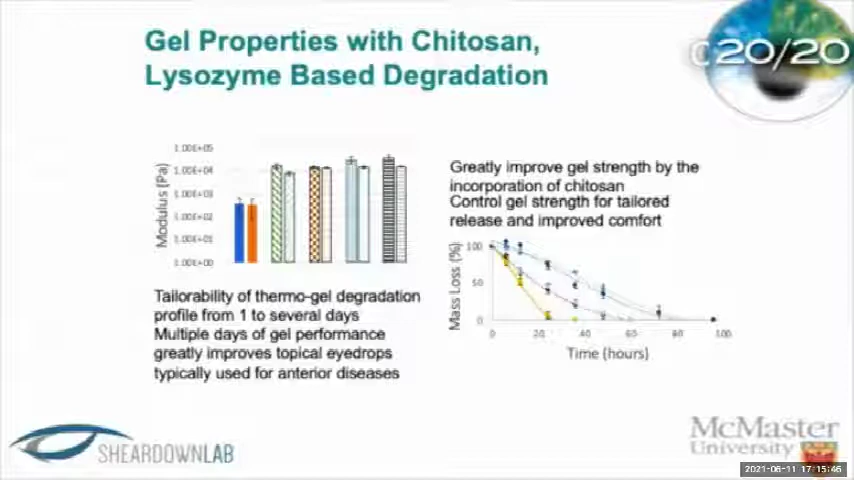 Gel Properties with Chitosan,
Lysozyme Based Degradation
C20/20
Modulus (Pa)
1.00E+05
1.00E+04
1.00E+03
1.00E+02
1.00E+01
1.00E+00
Greatly improve gel strength by the
incorporation of chitosan
Control gel strength for tailored
release and improved comfort
Mass Loss (%)
100
50
0
0 20 40 60 80 100
Time (hours)
Tailorability of thermo-gel degradation
profile from 1 to several days
Multiple days of gel performance
greatly improves topical eyedrops
typically used for anterior diseases
SHEARDOWNLAB
McMaster
University
2021-06-11 17:15:46